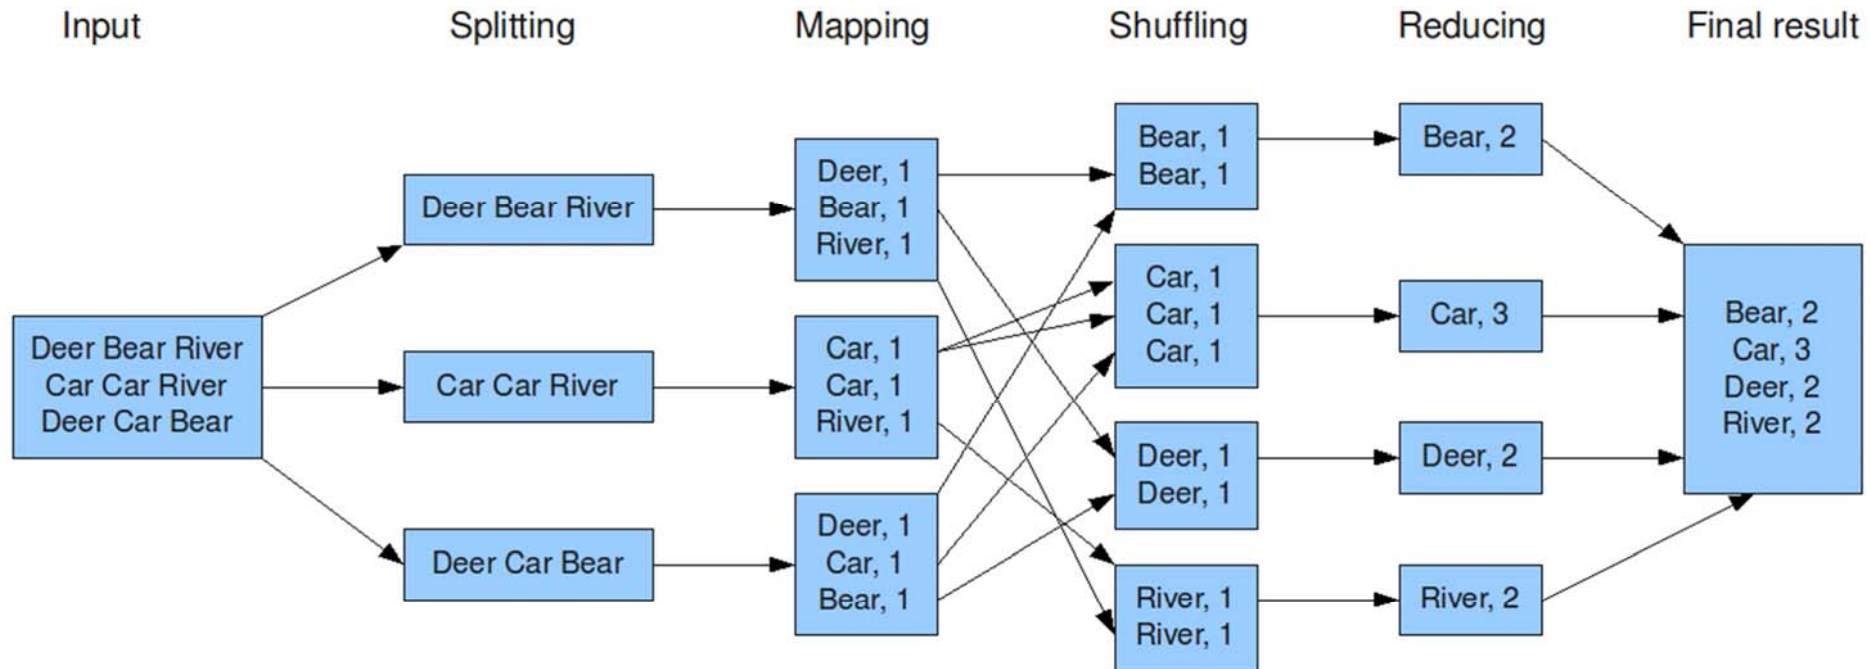 Input
Splitting
Mapping
Shuffling
Reducing
Final result
Deer Bear River
Car Car River
Deer Car Bear
Deer Bear River
Car Car River
Deer Car Bear
Deer, 1
Bear, 1
River, 1
Car, 1
Car, 1
River, 1
Deer, 1
Car, 1
Bear, 1
Bear, 1
Bear, 1
Car, 1
Car, 1
Car, 1
Deer, 1
Deer, 1
River, 1
River, 1
Bear, 2
Car, 3
Deer, 2
River, 2
Bear, 2
Car, 3
Deer, 2
River, 2